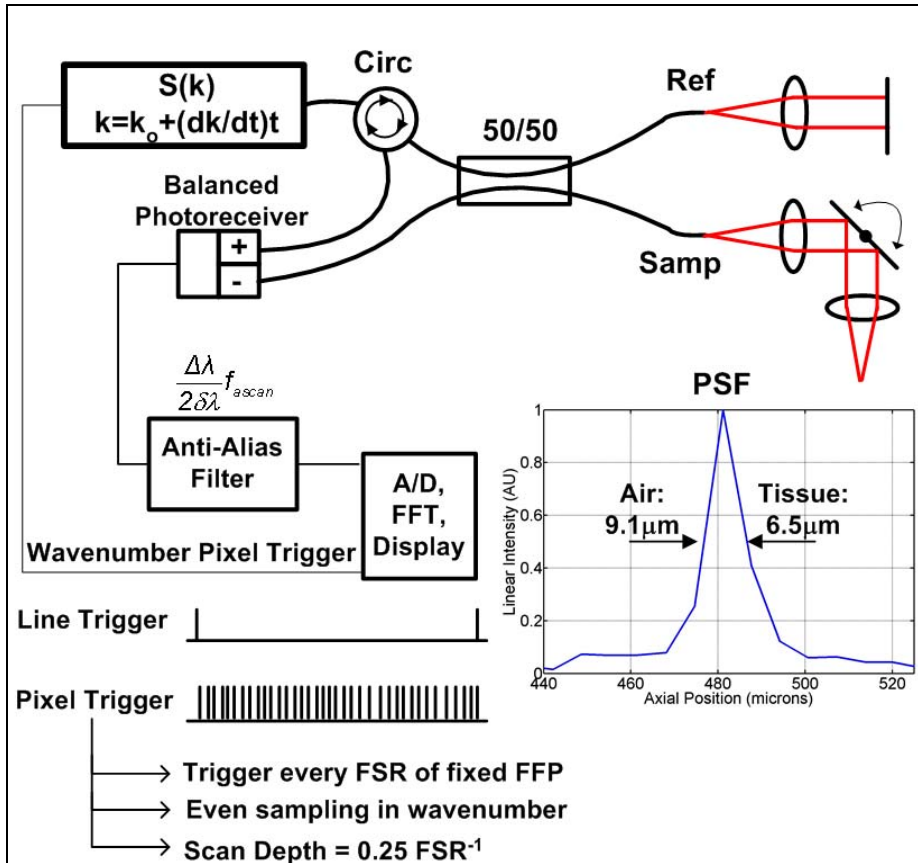 S(k)
k=ko+(dk/dt)t
Circ
50/50
Ref
Samp
Balanced
Photoreceiver
+
-
Δλ
2δλ
fascan
Anti-Alias
Filter
A/D,
FFT,
Display
Wavenumber Pixel Trigger
Line Trigger
Pixel Trigger
Trigger every FSR of fixed FFP
Even sampling in wavenumber
Scan Depth = 0.25 FSR-1
PSF
Linear Intensity (AU)
1
0.8
0.6
0.4
0.2
0
Air:
9.1μm
Tissue:
6.5μm
440
460
480
500
520
Axial Position (microns)